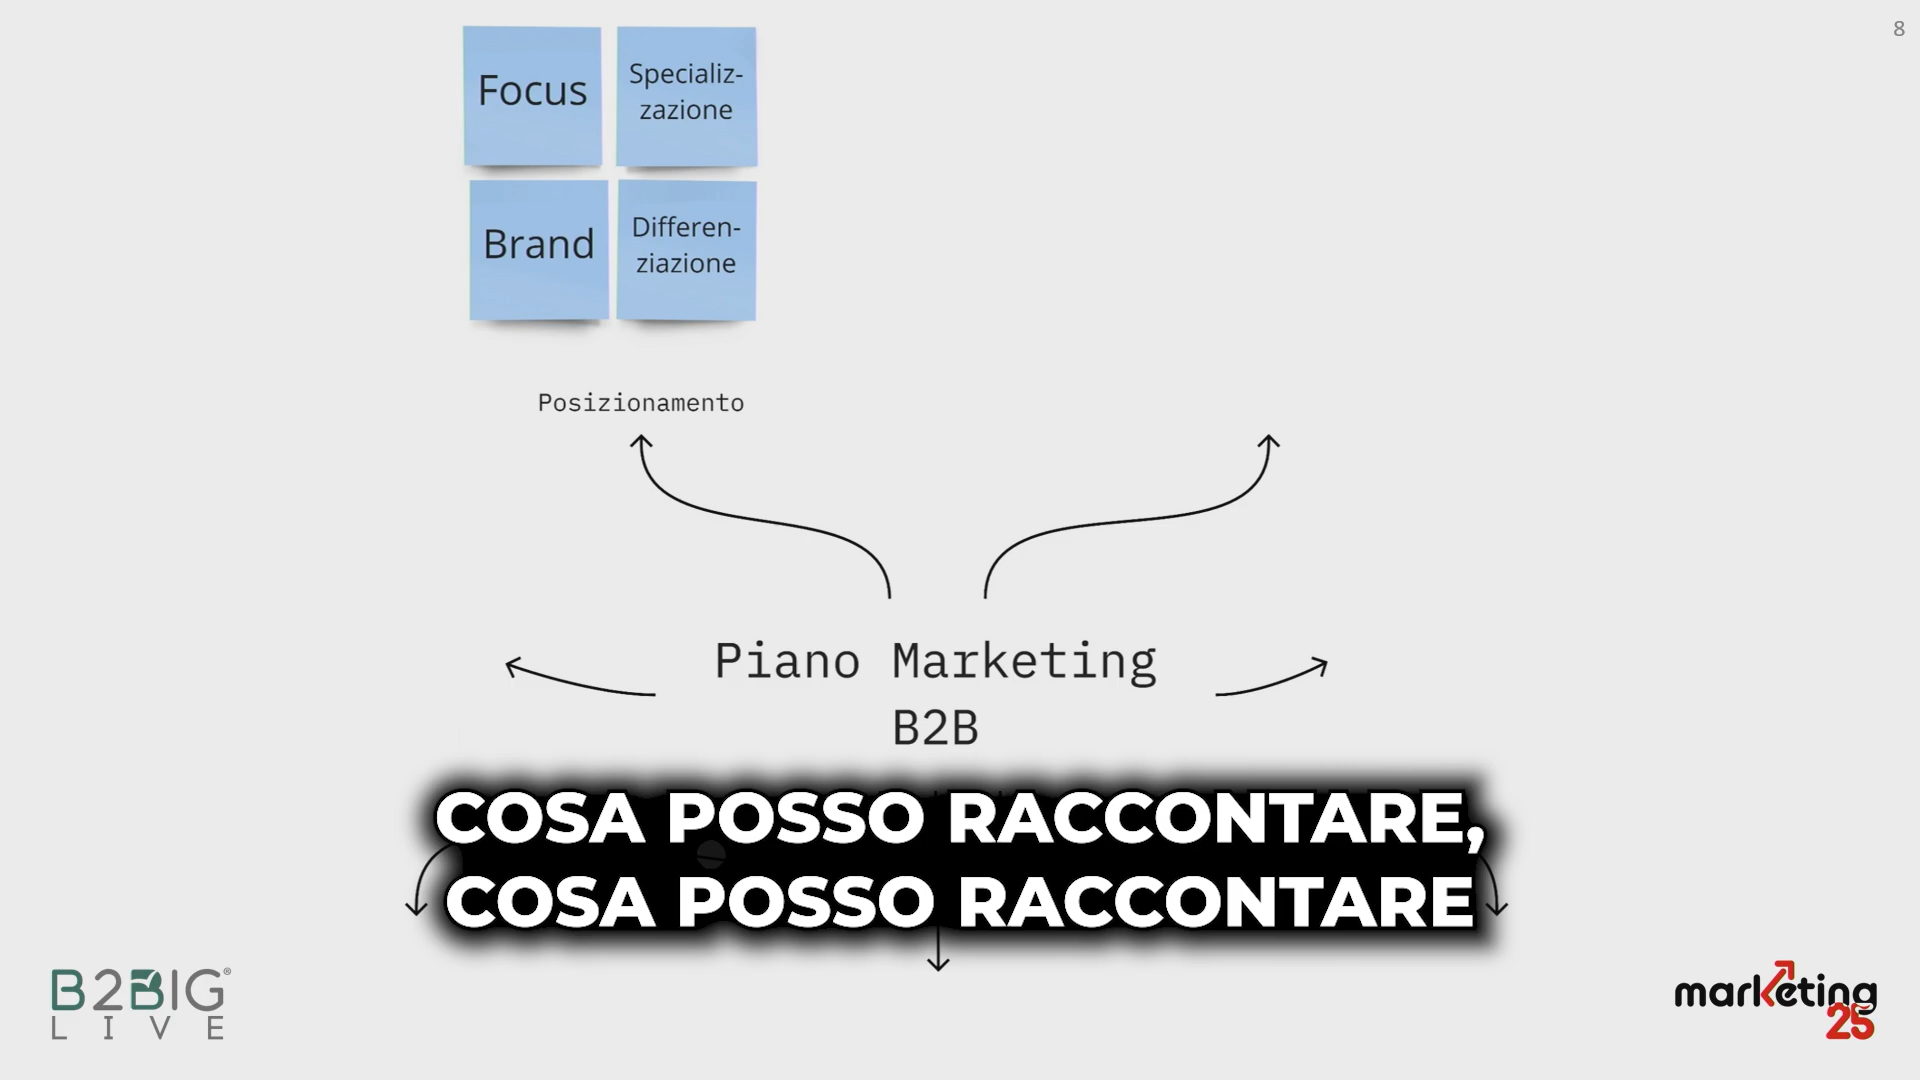 8
Focus
Specializ-
zazione
Brand
Differen-
ziazione
Posizionamento
Piano Marketing
B2B
COSA POSSO RACCONTARE,
COSA POSSO RACCONTARE
B2BIG®
LIVE
marketing
25